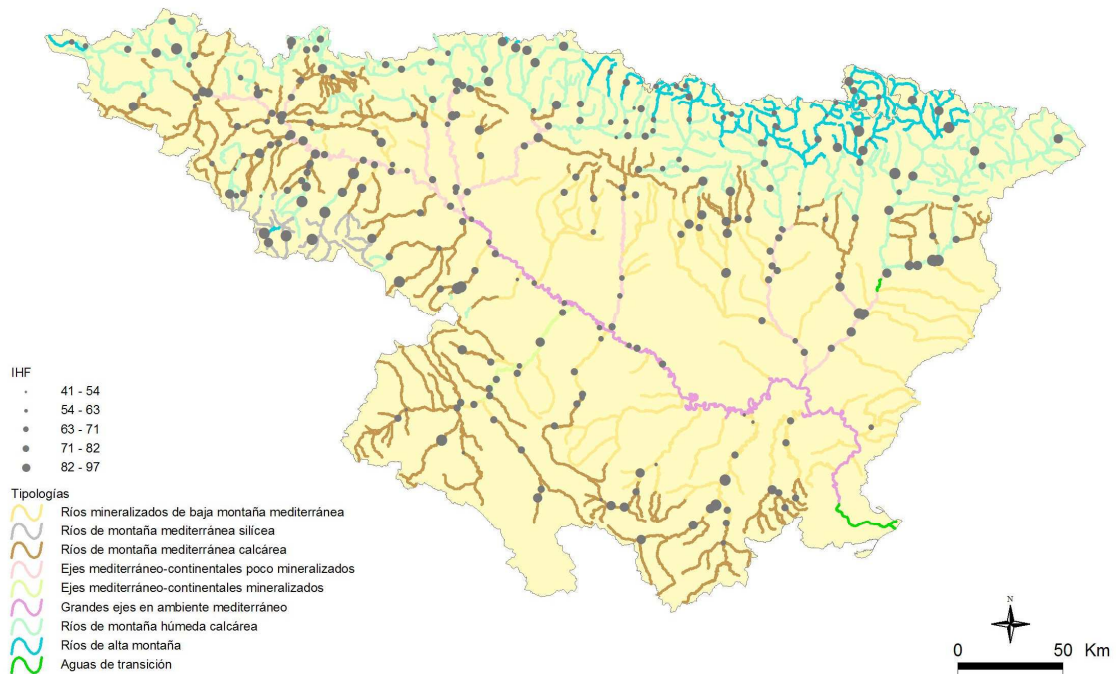 IHF
41 - 54
54 - 63
63 - 71
71 - 82
82 - 97
Tipologías
Ríos mineralizados de baja montaña mediterránea
Ríos de montaña mediterránea silícea
Ríos de montaña mediterránea calcárea
Ejes mediterráneo-continentales poco mineralizados
Ejes mediterráneo-continentales mineralizados
Grandes ejes en ambiente mediterráneo
Ríos de montaña húmeda calcárea
Ríos de alta montaña
Aguas de transición
N
0 50 Km